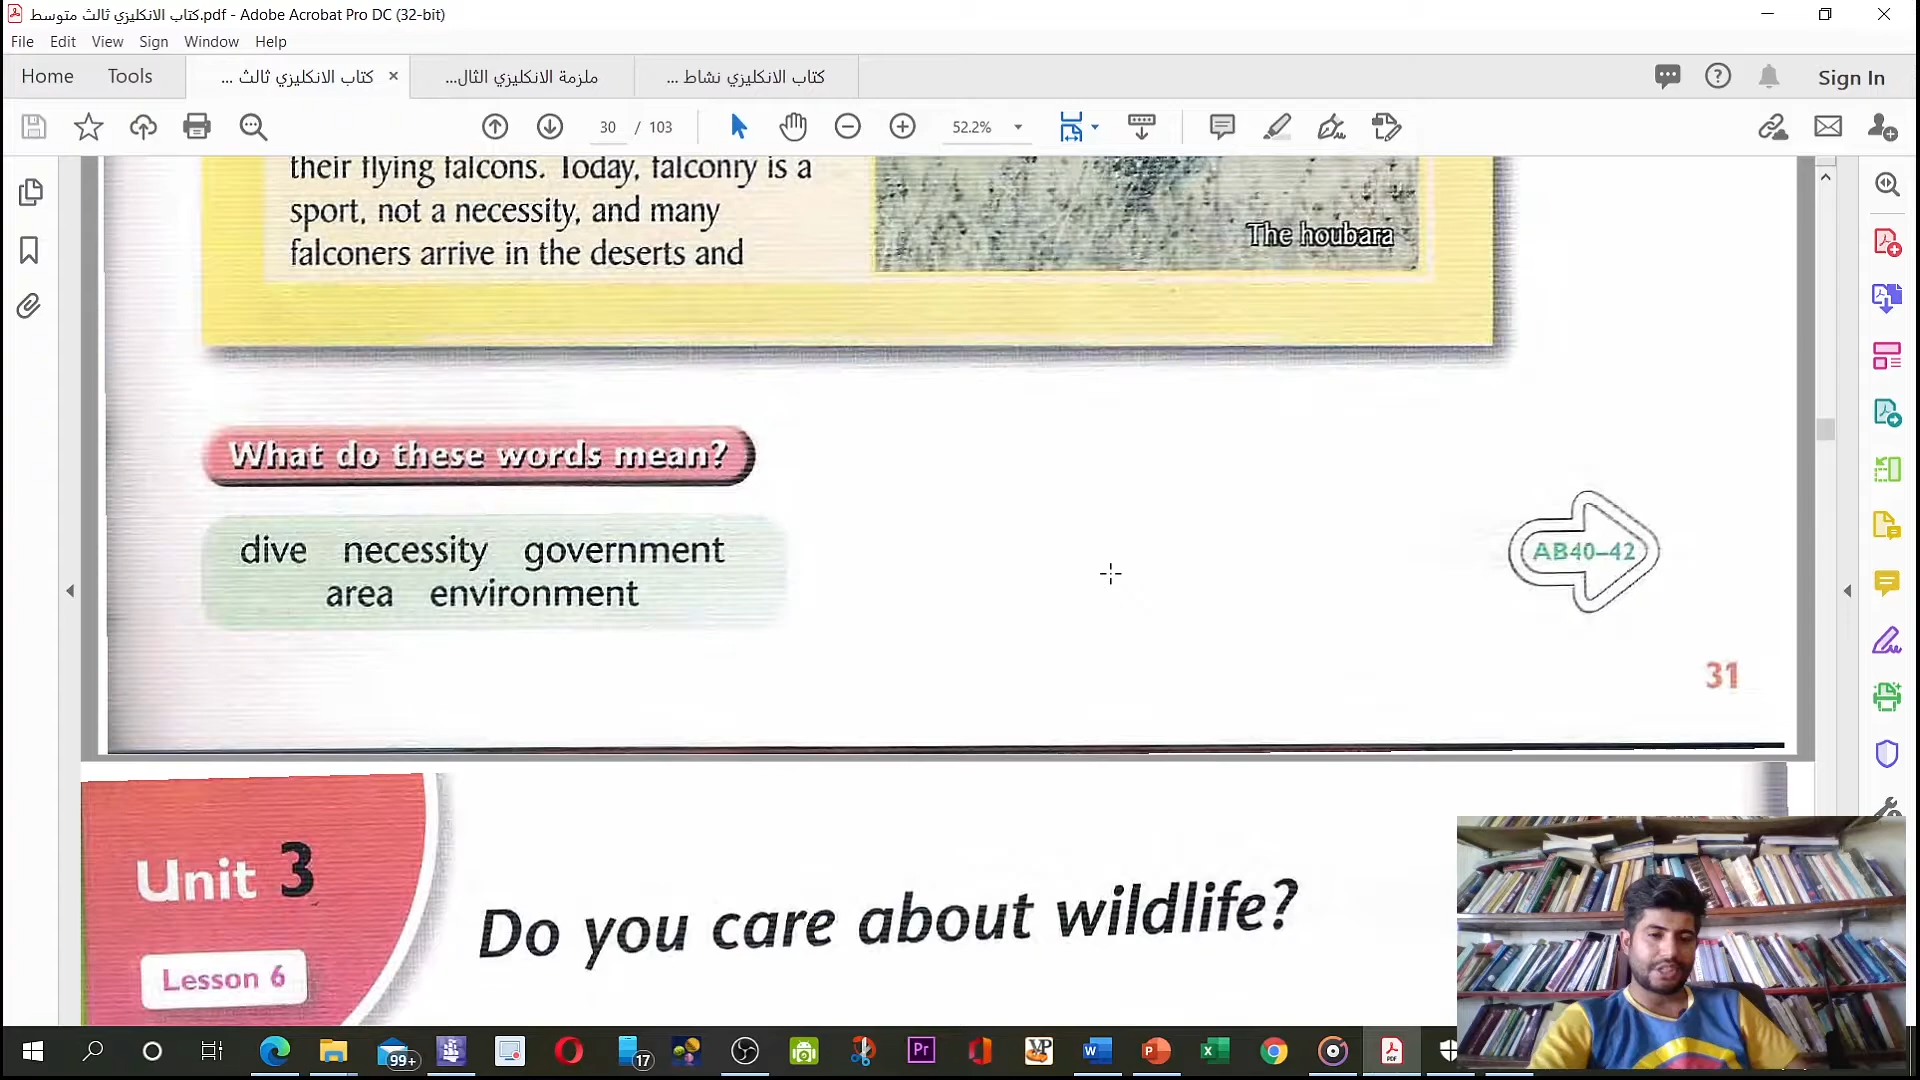 كتاب الانكليزي ثالث متوسط.pdf - Adobe Acrobat Pro DC (32-bit)
File Edit View Sign Window Help
Home Tools كتاب الانكليزي ثالث ... ملزمة الانكليزي الثال... كتاب الانكليزي نشاط ... Sign In
30 / 103 52.2%
their flying falcons. Today, falconry is a
sport, not a necessity, and many
falconers arrive in the deserts and
The houbara
What do these words mean?
dive necessity government
area environment
AB40–42
31
Unit 3
Lesson 6
Do you care about wildlife?
99+
17
Pr